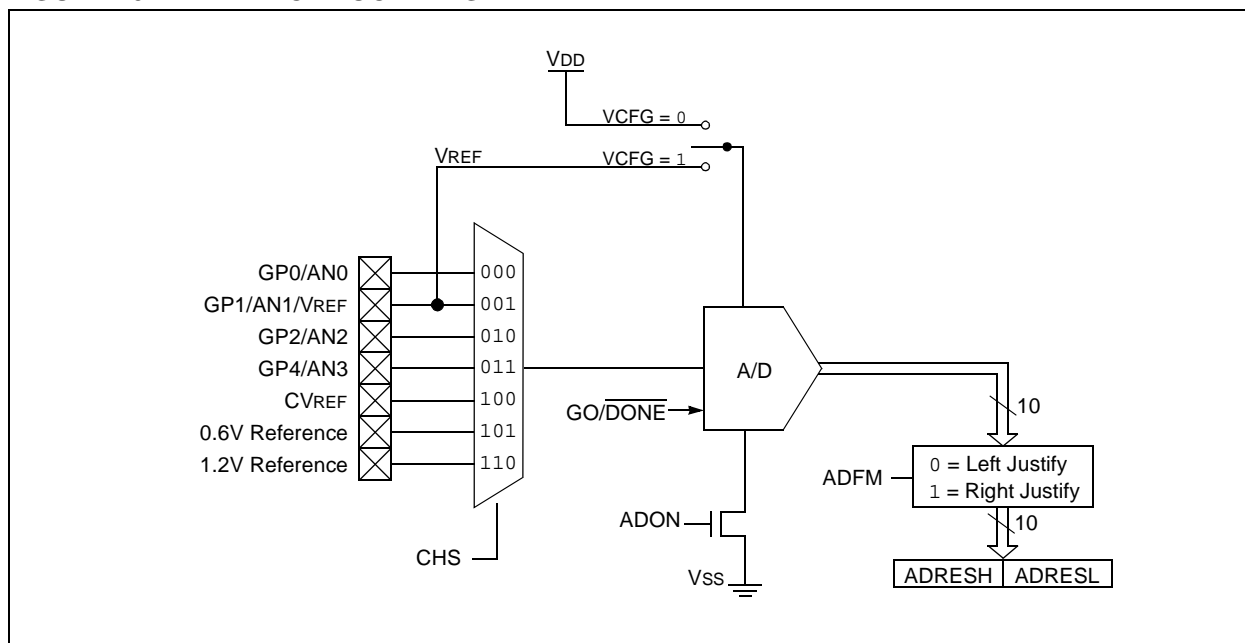 VDD
VCFG = 0
VREF
VCFG = 1
GP0/AN0
000
GP1/AN1/VREF
001
GP2/AN2
010
GP4/AN3
011
A/D
CVREF
100
GO/DONE
10
0.6V Reference
101
1.2V Reference
110
ADFM
0 = Left Justify
1 = Right Justify
ADON
10
CHS
VSS
ADRESH ADRESL